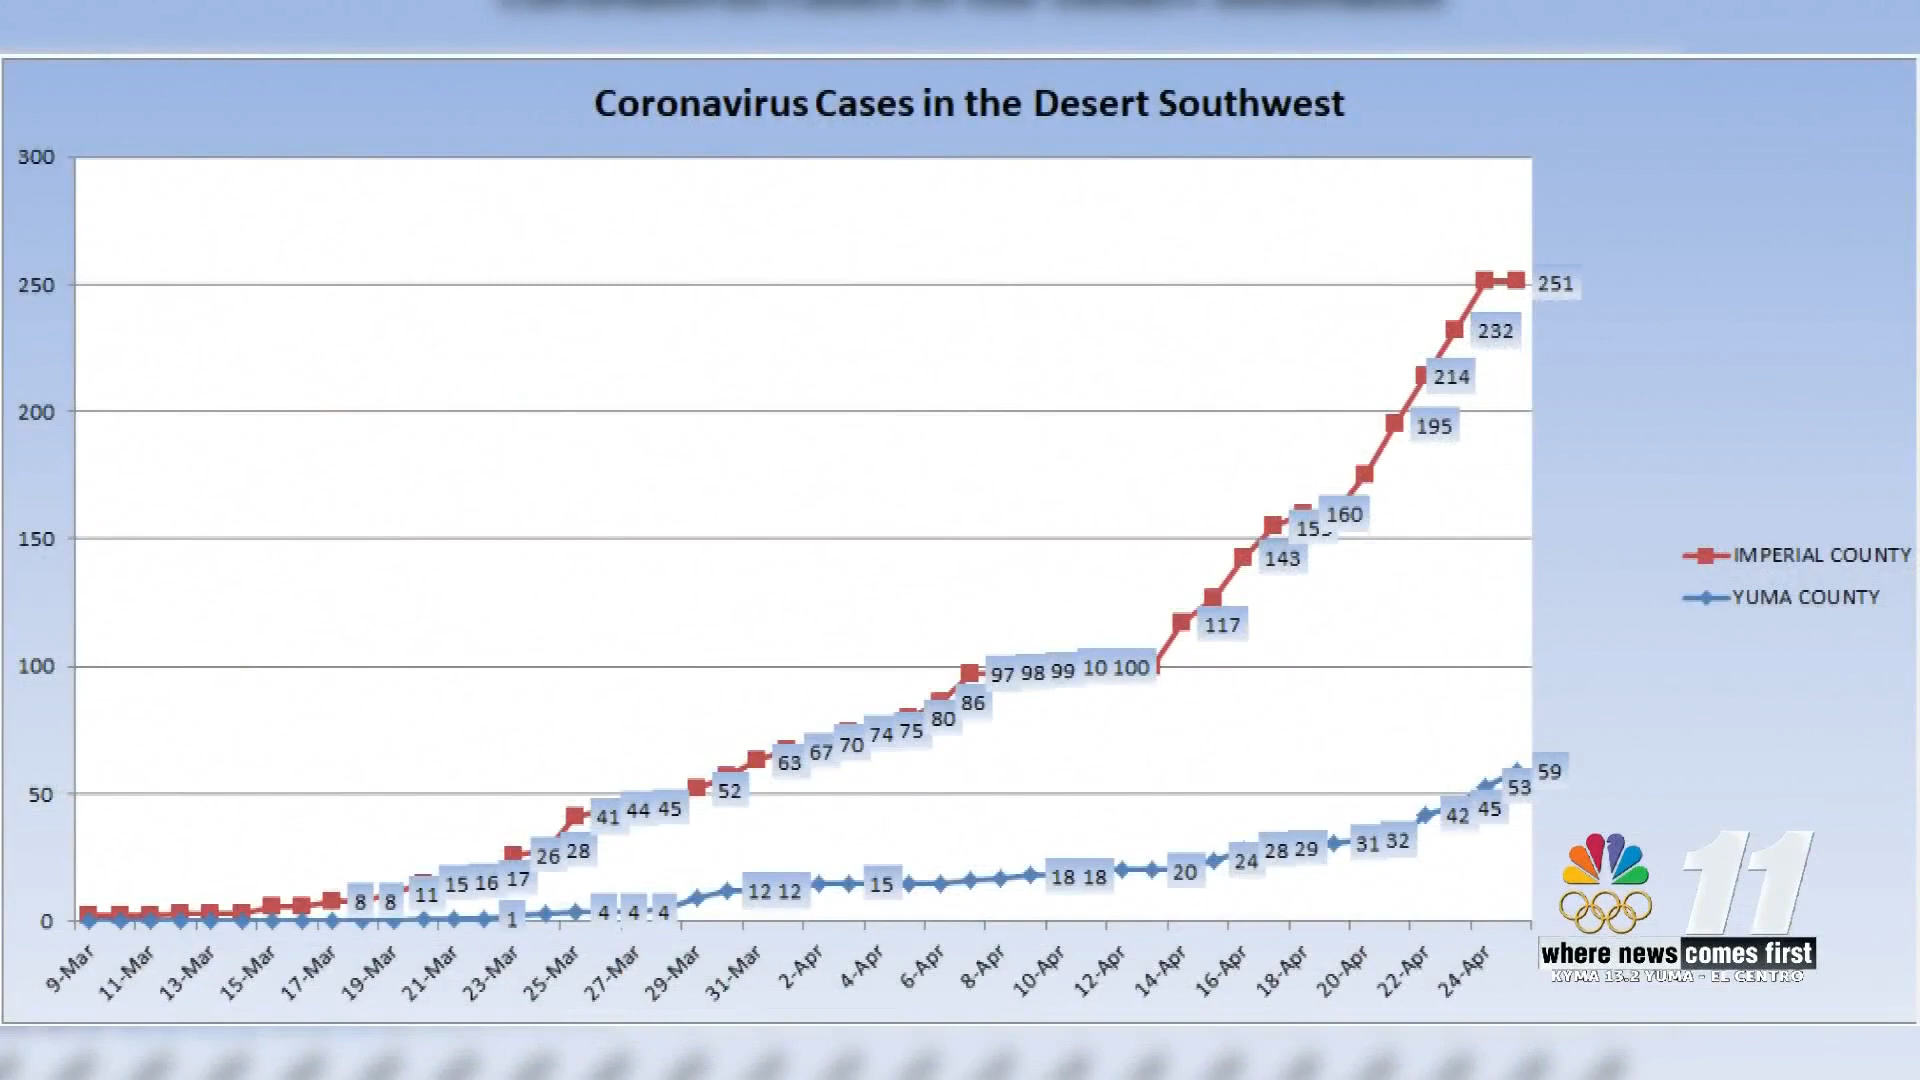 Coronavirus Cases in the Desert Southwest
300
250
200
150
100
50
0
251
232
214
195
160
143
117
100
10
99
98
97
86
80
75
74
70
67
63
52
45
44
41
28
26
17
16
15
11
8
8
59
53
45
42
32
31
29
28
24
20
18
18
15
12
12
4
4
4
1
IMPERIAL COUNTY
YUMA COUNTY
9-Mar
11-Mar
13-Mar
15-Mar
17-Mar
19-Mar
21-Mar
23-Mar
25-Mar
27-Mar
29-Mar
31-Mar
2-Apr
4-Apr
6-Apr
8-Apr
10-Apr
12-Apr
14-Apr
16-Apr
18-Apr
20-Apr
22-Apr
24-Apr
11
where news comes first
KYMA 13.2 YUMA - EL CENTRO